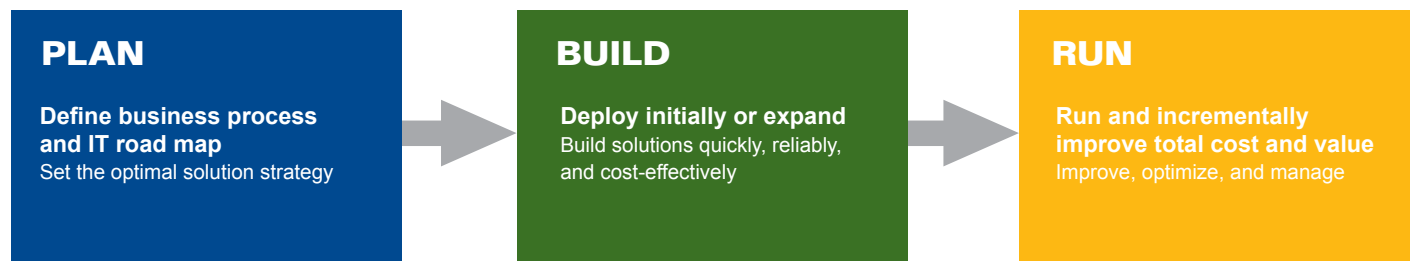 PLAN
Define business process
and IT road map
Set the optimal solution strategy
BUILD
Deploy initially or expand
Build solutions quickly, reliably,
and cost-effectively
RUN
Run and incrementally
improve total cost and value
Improve, optimize, and manage